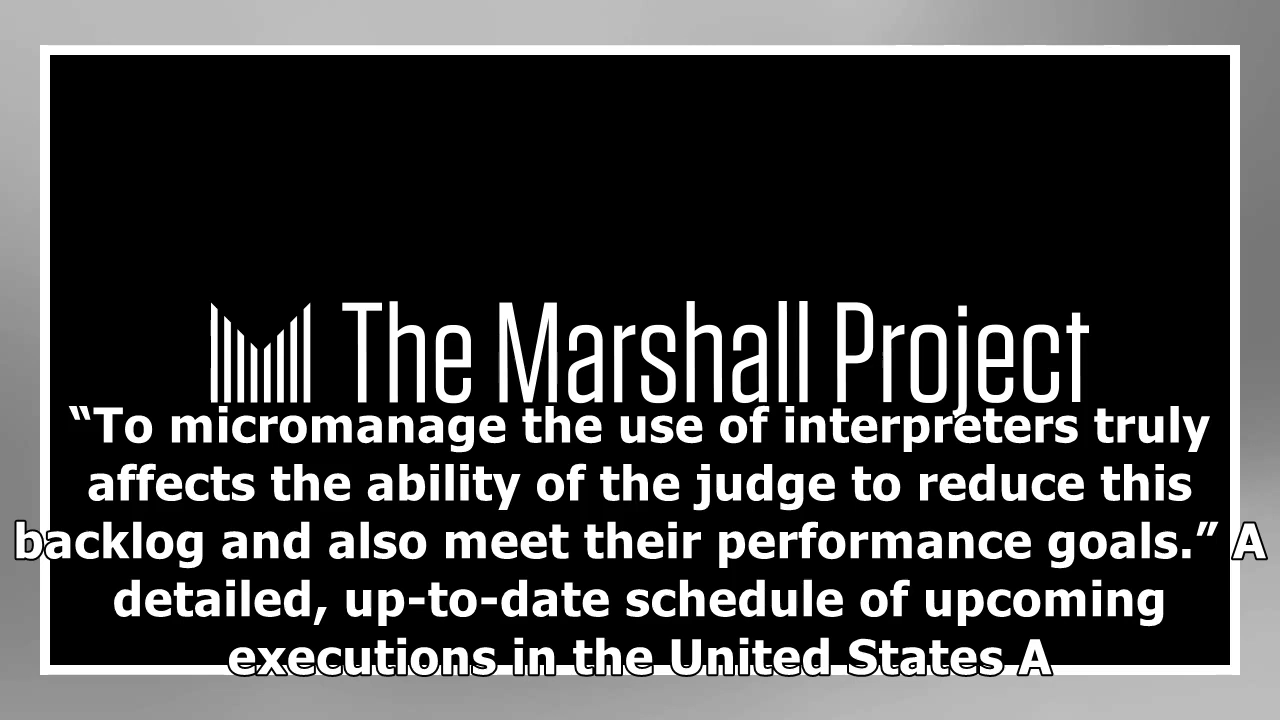 The Marshall Project
“To micromanage the use of interpreters truly
affects the ability of the judge to reduce this
backlog and also meet their performance goals.” A
detailed, up-to-date schedule of upcoming
executions in the United States A